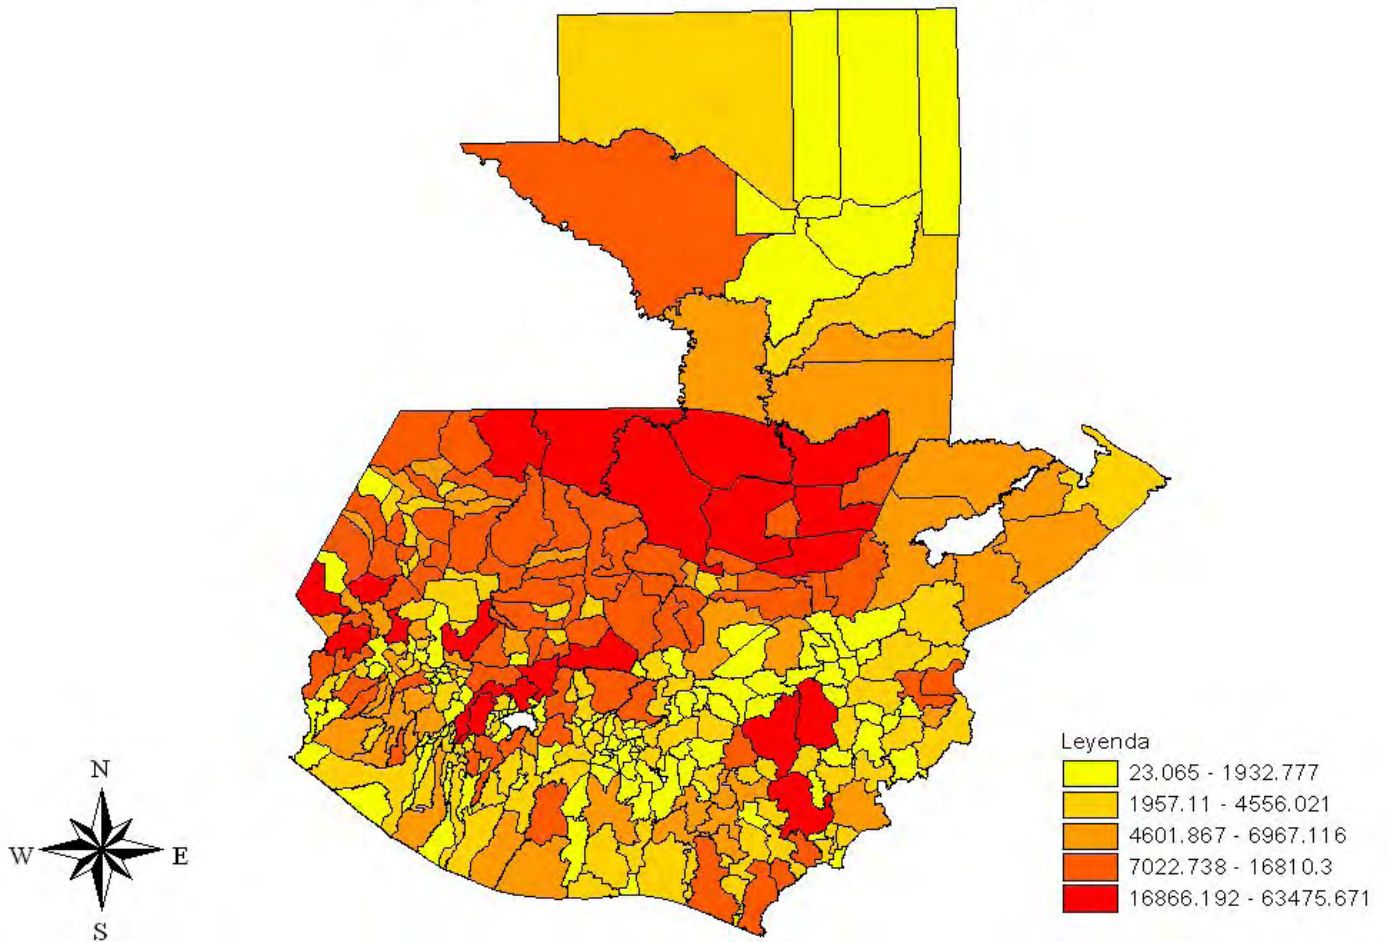 Leyenda
23.065 - 1932.777
1957.11 - 4556.021
4601.867 - 6967.116
7022.738 - 16810.3
16866.192 - 63475.671
N
W E
S